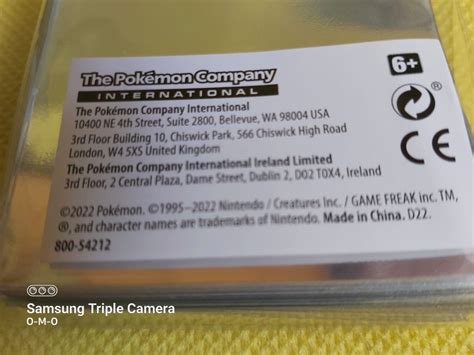 The Pokémon Company
INTERNATIONAL
6+
The Pokémon Company International
10400 NE 4th Street, Suite 2800, Bellevue, WA 98004 USA
3rd Floor Building 10, Chiswick Park, 566 Chiswick High Road
London, W4 5XS United Kingdom
The Pokémon Company International Ireland Limited
3rd Floor, 2 Central Plaza, Dame Street, Dublin 2, D02 T0X4, Ireland
CE
©2022 Pokémon. ©1995–2022 Nintendo / Creatures Inc. / GAME FREAK inc. TM,
®, and character names are trademarks of Nintendo. Made in China. D22.
800-54212
Samsung Triple Camera
O-M-O